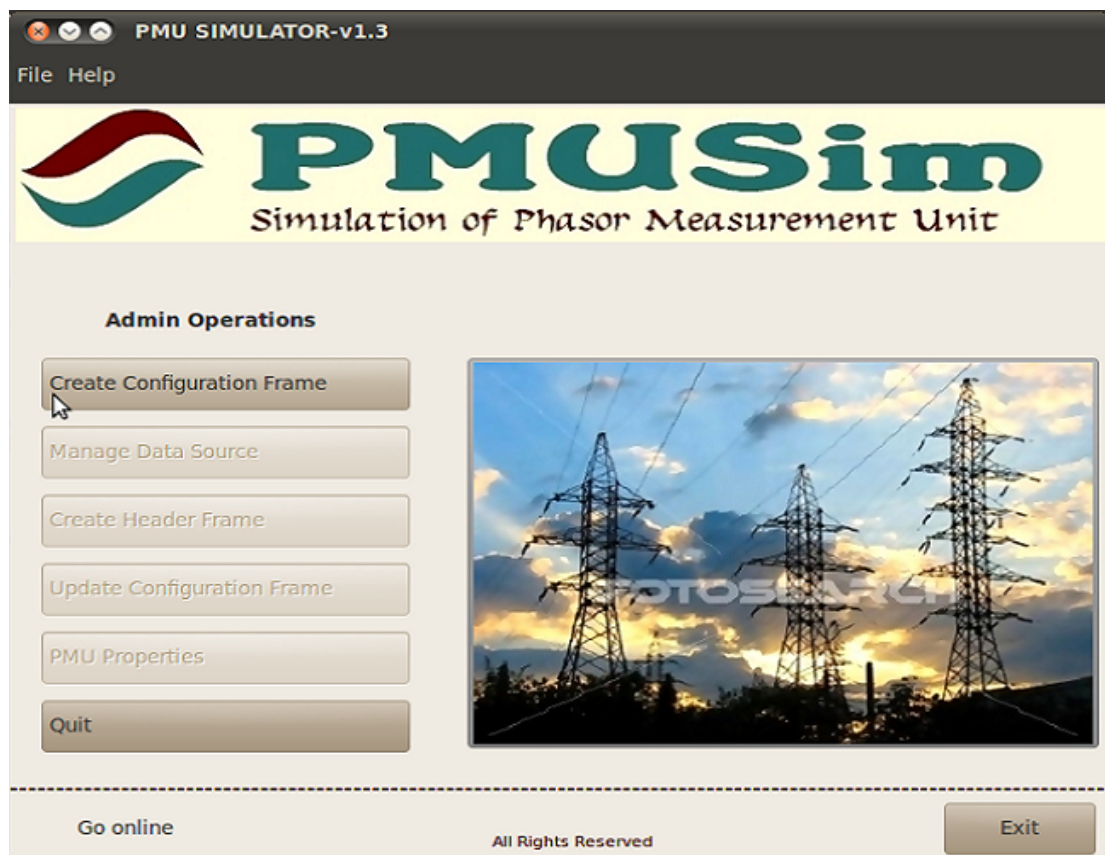 PMU SIMULATOR-v1.3
File Help
PMUSim
Simulation of Phasor Measurement Unit
Admin Operations
Create Configuration Frame
Manage Data Source
Create Header Frame
Update Configuration Frame
PMU Properties
Quit
FOTOSEARCH
Go online
All Rights Reserved
Exit